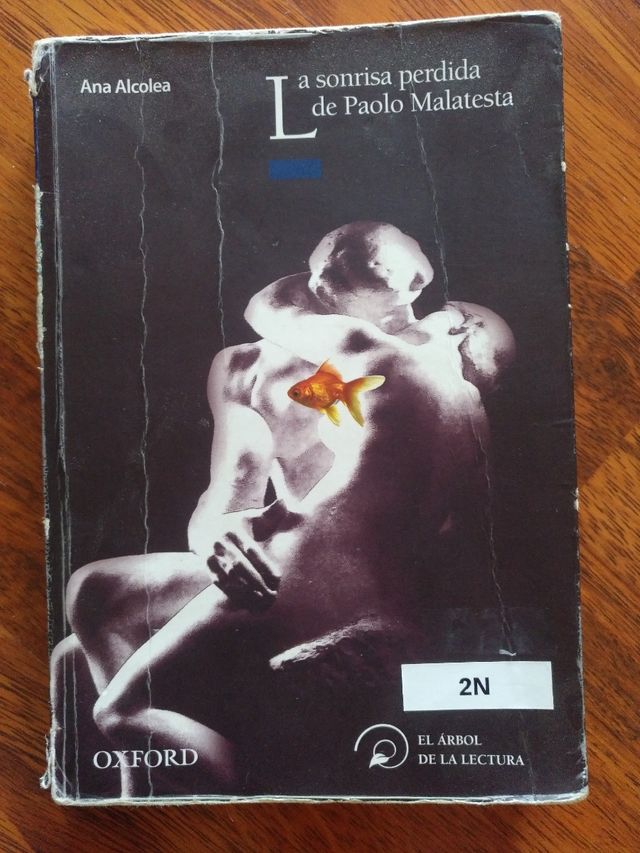 Ana Alcolea
La sonrisa perdida
de Paolo Malatesta
2N
OXFORD
EL ÁRBOL
DE LA LECTURA